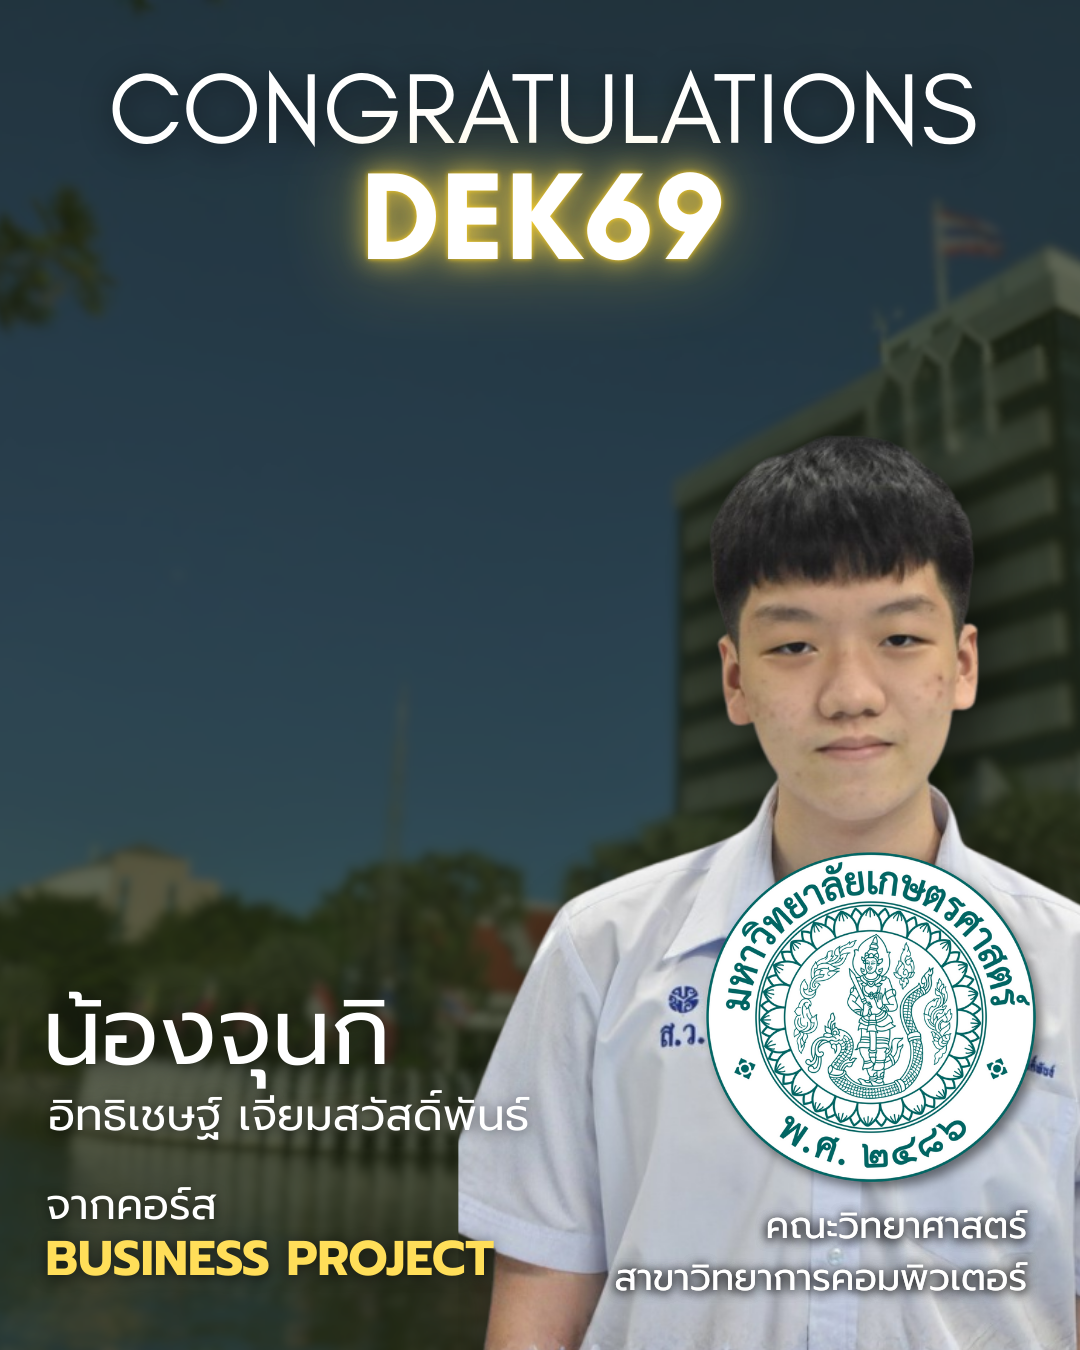 CONGRATULATIONS
DEK69
น้องจุนกิ
อิทธิเชษฐ์ เจียมสวัสดิ์พันธ์
จากคอร์ส
BUSINESS PROJECT
ส.ว.
มหาวิทยาลัยเกษตรศาสตร์
พ.ศ. ๒๔๘๖
คณะวิทยาศาสตร์
สาขาวิทยาการคอมพิวเตอร์